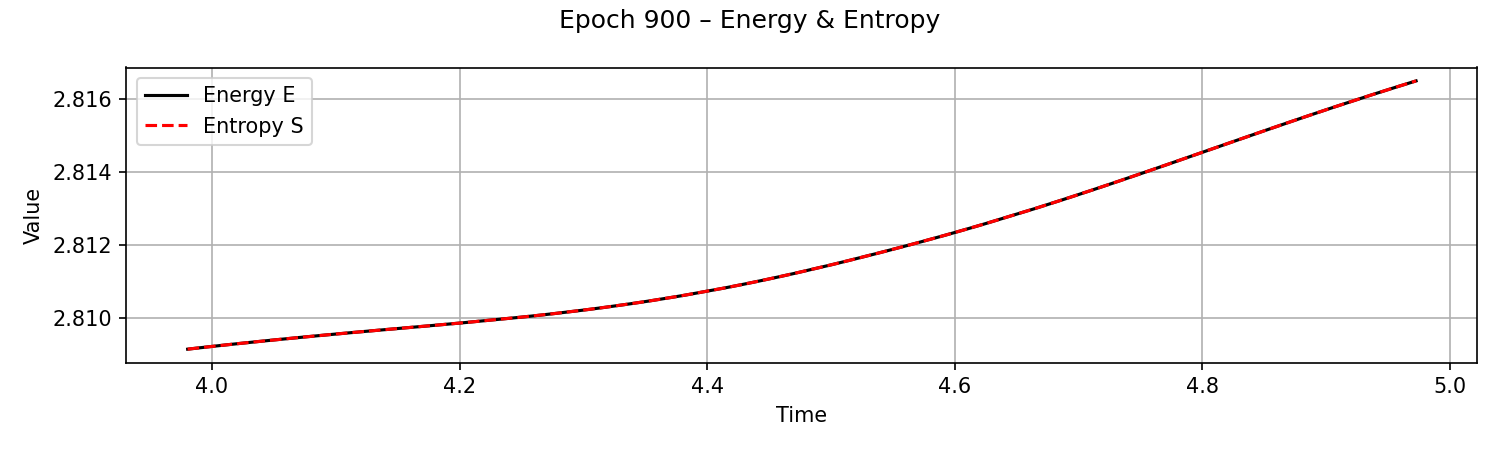 Epoch 900 – Energy & Entropy
Energy E
Entropy S
Value
2.816
2.814
2.812
2.810
4.0 4.2 4.4 4.6 4.8 5.0
Time